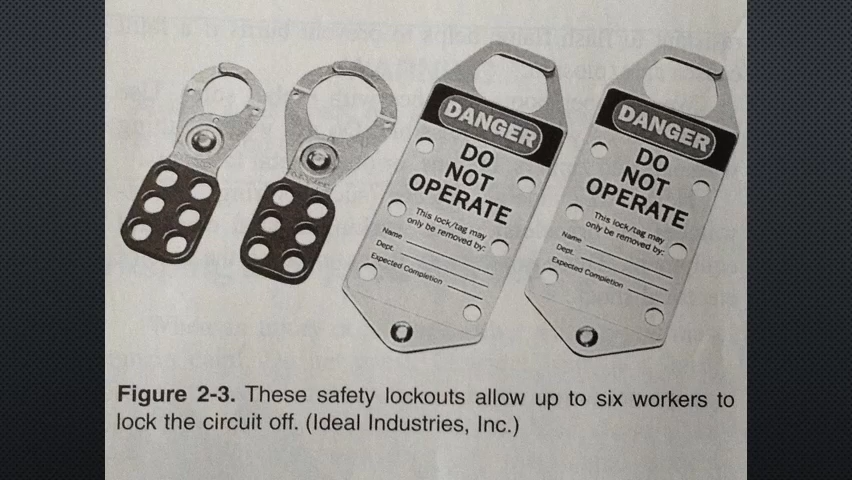 DANGER
DO
NOT
OPERATE
This lock/tag may
only be removed by:
Name
Dept.
Expected Completion
DANGER
DO
NOT
OPERATE
This lock/tag may
only be removed by:
Name
Dept.
Expected Completion
Figure 2-3. These safety lockouts allow up to six workers to
lock the circuit off. (Ideal Industries, Inc.)